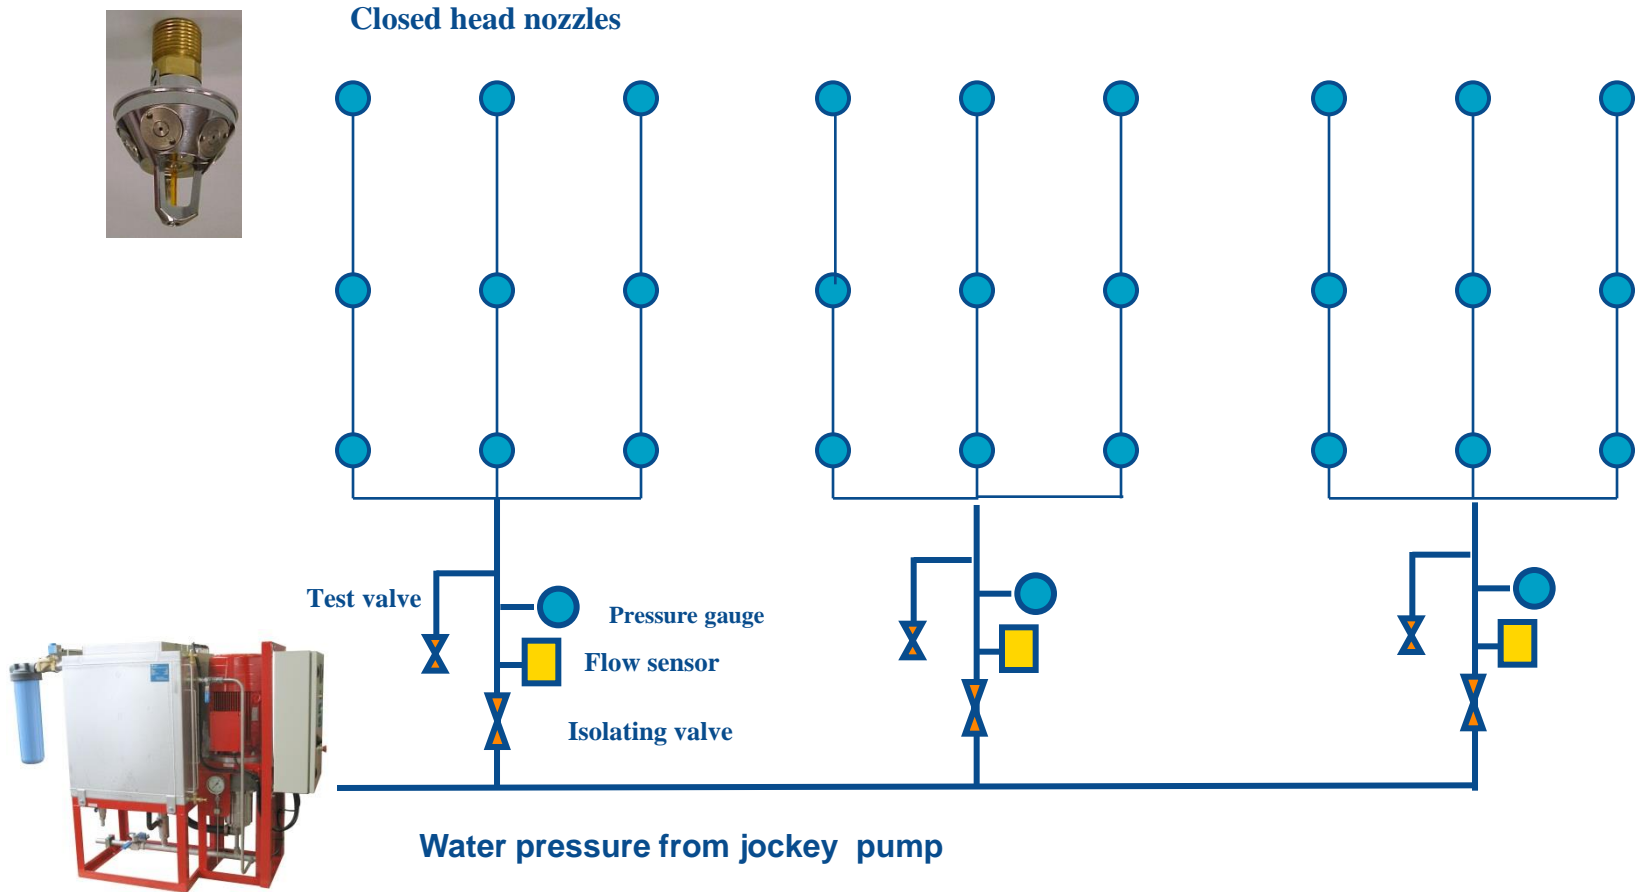 Closed head nozzles
Test valve
Pressure gauge
Flow sensor
Isolating valve
Water pressure from jockey pump